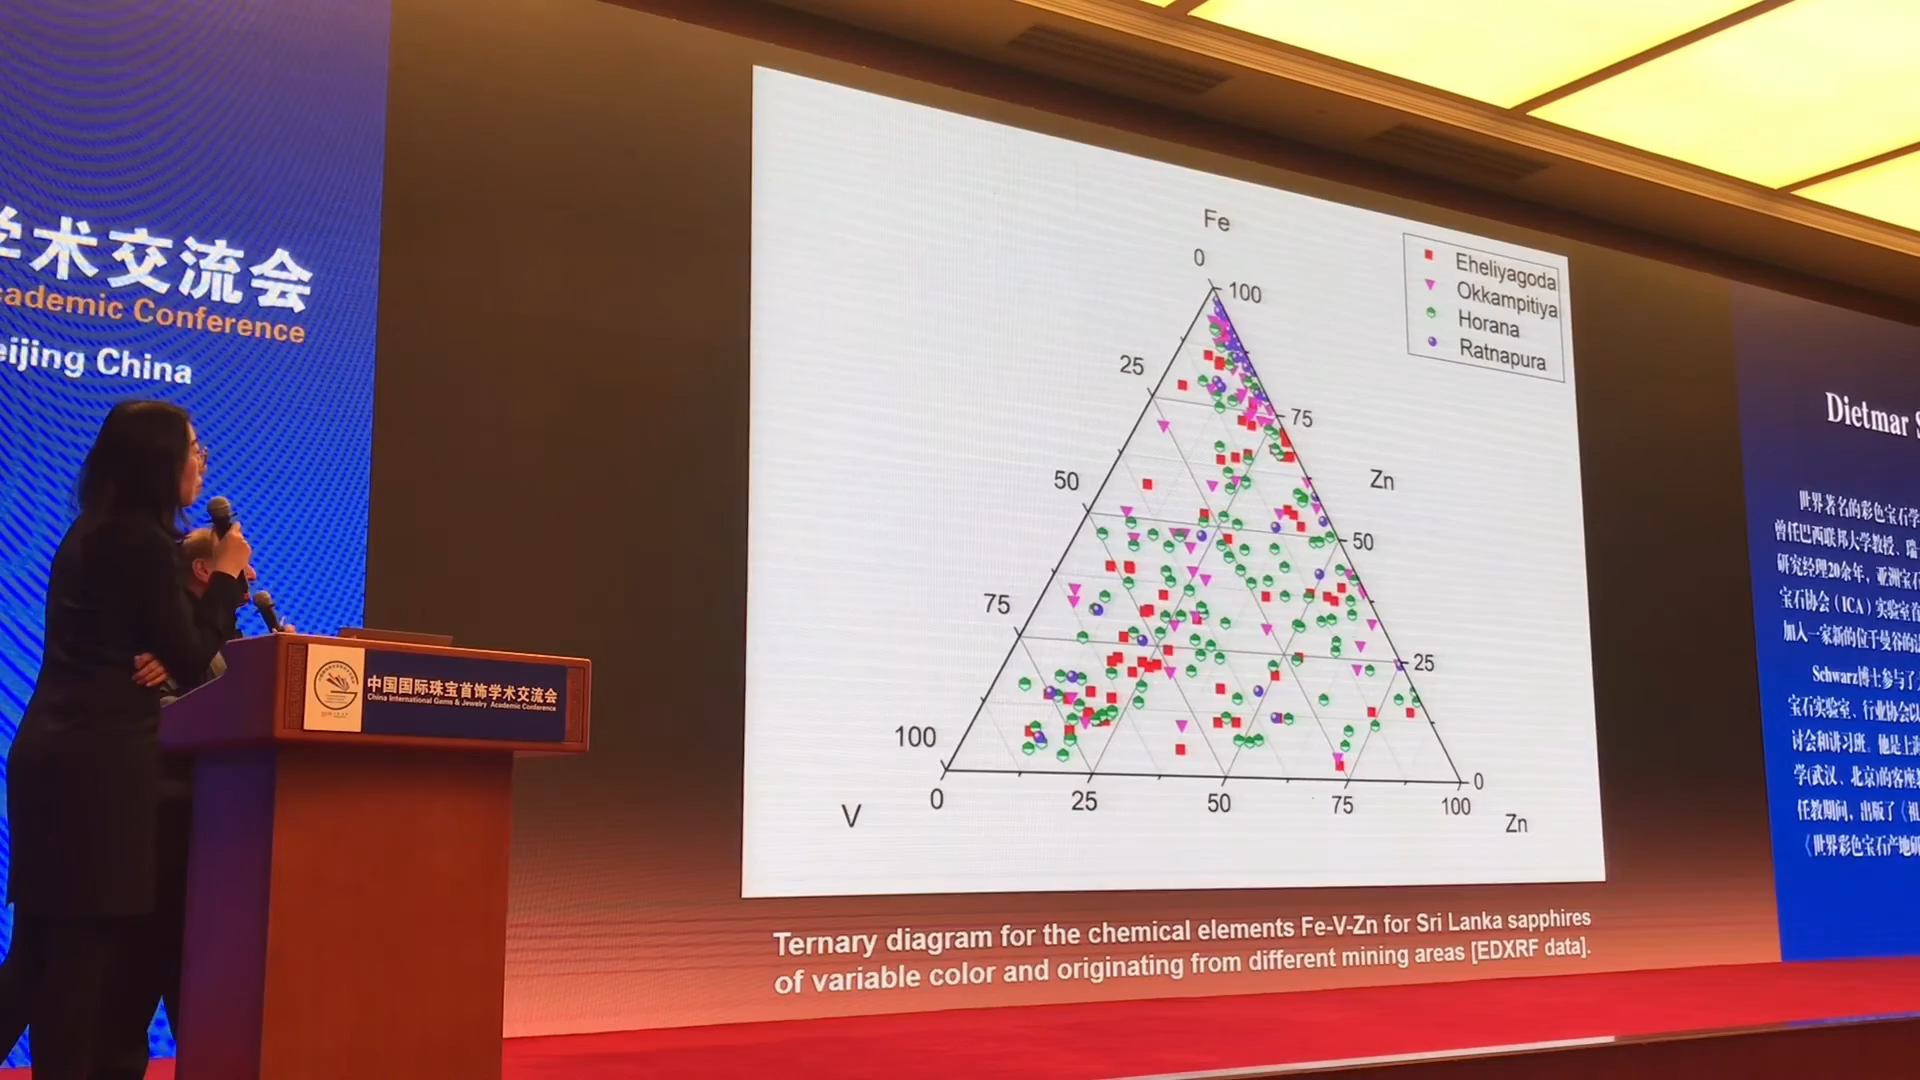 学术交流会
cademic Conference
eijing China
中国国际珠宝首饰学术交流会
China International Gems & Jewelry Academic Conference
Fe
0
100
25
75
50
Zn
50
75
25
100
0
V
0
25
50
75
100
Zn
Eheliyagoda
Okkampitiya
Horana
Ratnapura
Ternary diagram for the chemical elements Fe-V-Zn for Sri Lanka sapphires
of variable color and originating from different mining areas [EDXRF data].
Dietmar
世界著名的彩色宝石学
曾任巴西联邦大学教授、瑞
研究经理20余年，亚洲宝石
宝石协会（ICA）实验室首
加入一家新的位于曼谷的
Schwarz博士参与了
宝石实验室、行业协会以
讨会和讲习班。他是上海
学(武汉、北京)的客座教
任教期间，出版了《祖
《世界彩色宝石产地研